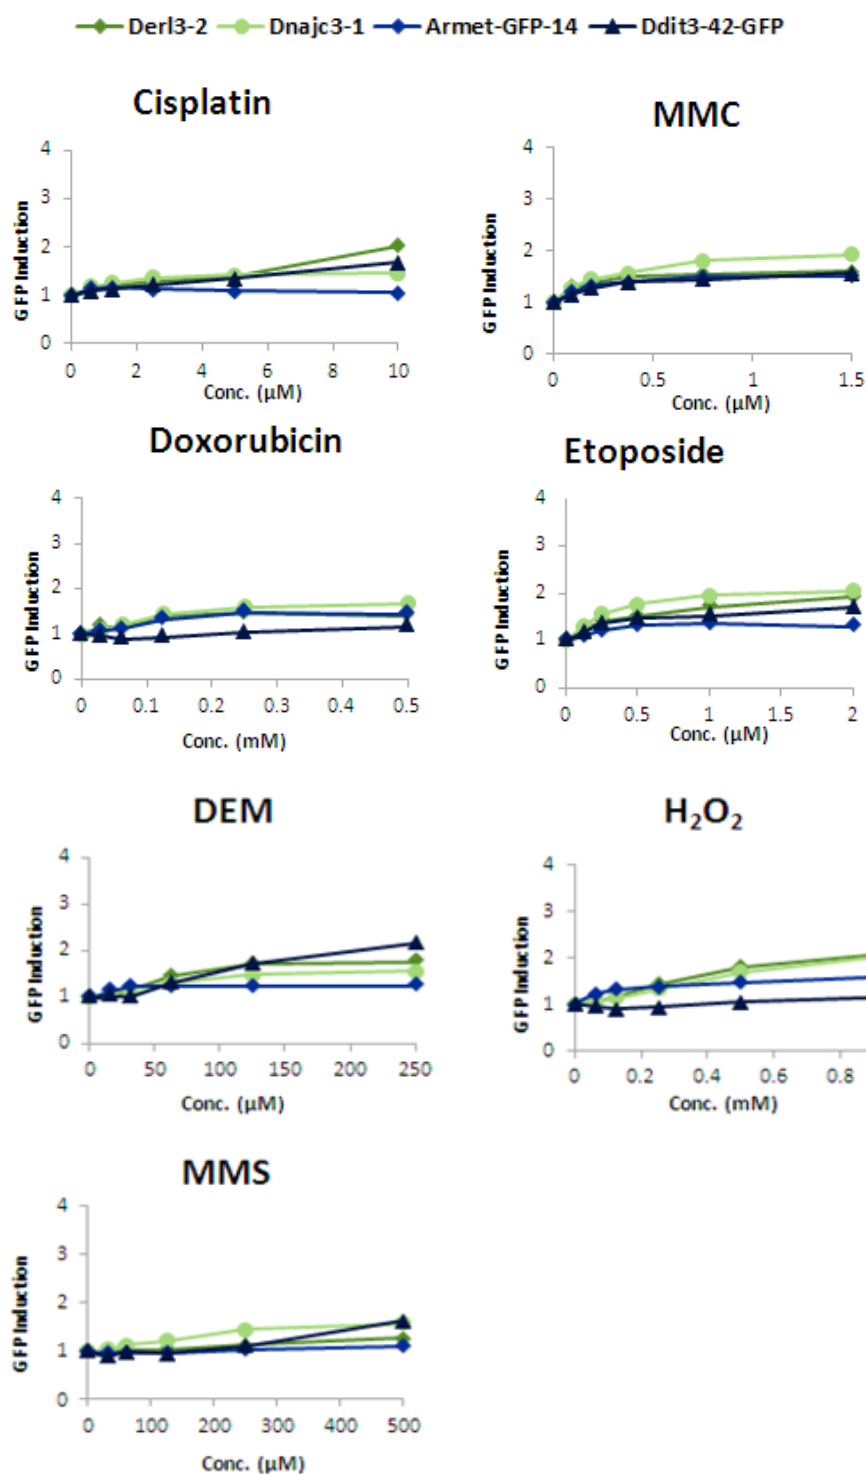 Derl3-2 Dnajc3-1 Armet-GFP-14 Ddit3-42-GFP
Cisplatin
4
3
2
1
0
GFP Induction
0 2 4 6 8 10
Conc. (µM)
MMC
4
3
2
1
0
GFP Induction
0 0.5 1 1.5
Conc. (µM)
Doxorubicin
4
3
2
1
0
GFP Induction
0 0.1 0.2 0.3 0.4 0.5
Conc. (mM)
Etoposide
4
3
2
1
0
GFP Induction
0 0.5 1 1.5 2
Conc. (µM)
DEM
4
3
2
1
0
GFP Induction
0 50 100 150 200 250
Conc. (µM)
H₂O₂
4
3
2
1
0
GFP Induction
0 0.2 0.4 0.6 0.8
Conc. (mM)
MMS
4
3
2
1
0
GFP Induction
0 100 200 300 400 500
Conc. (µM)